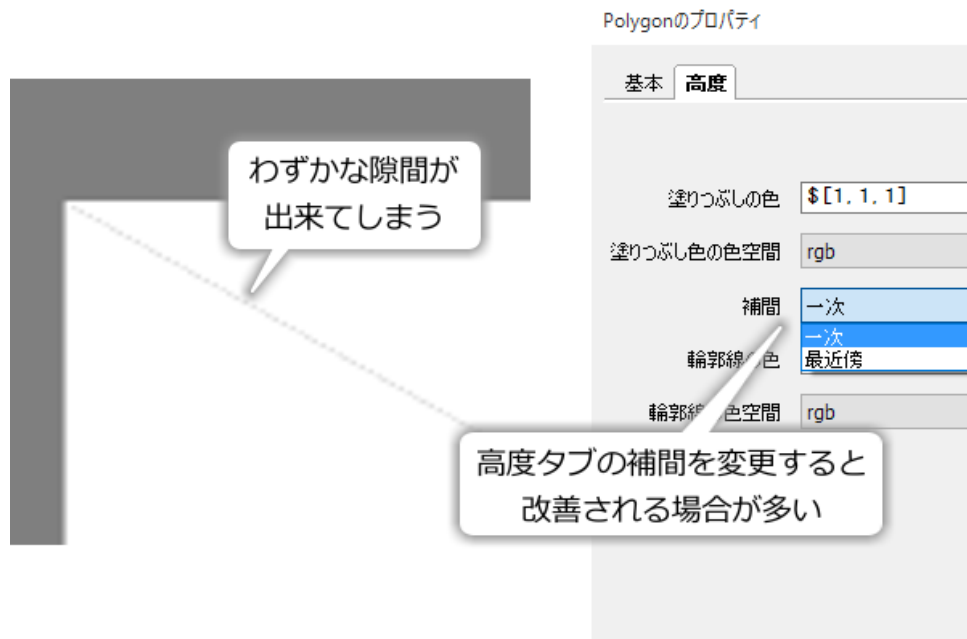 Polygonのプロパティ
基本 高度
わずかな隙間が
出来てしまう
塗りつぶしの色 $[1,1,1]
塗りつぶし色の色空間 rgb
補間 一次
一次
最近傍
輪郭線の色
輪郭線 色空間 rgb
高度タブの補間を変更すると
改善される場合が多い